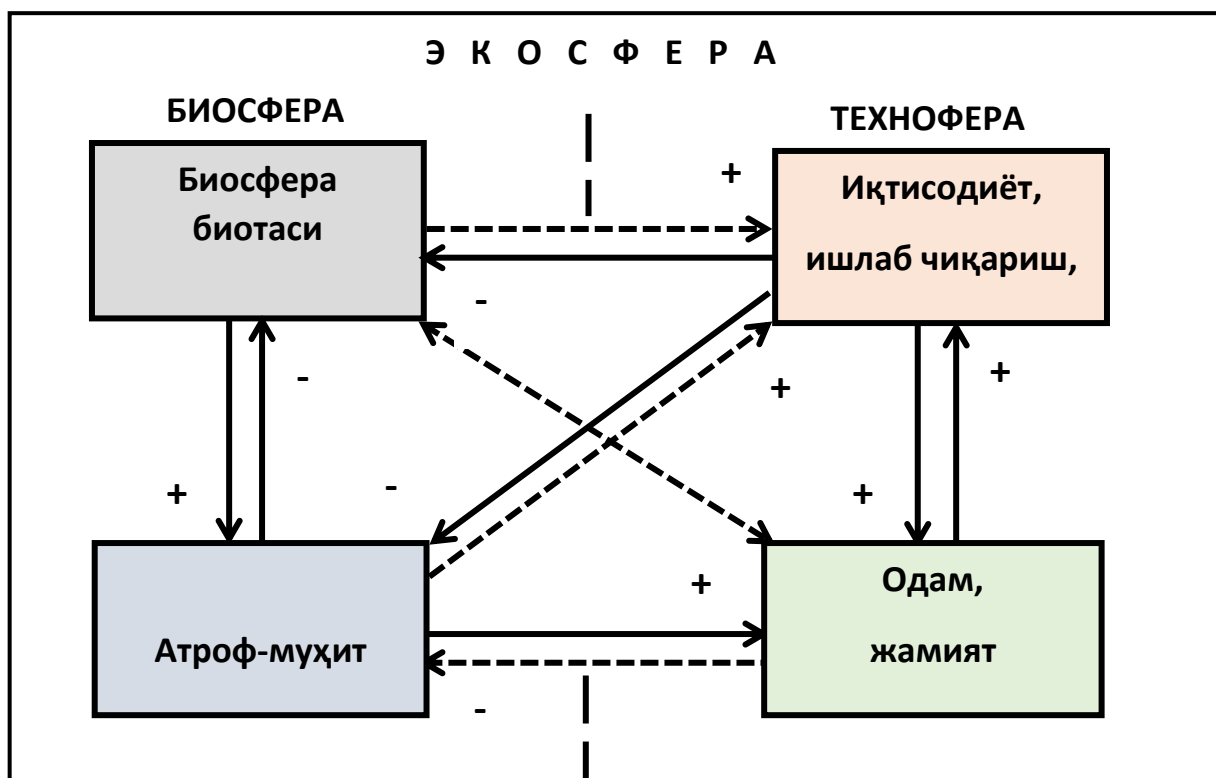 Э К О С Ф Е Р А
БИОСФЕРА
ТЕХНОФЕРА
Биосфера
биотаси
+
Иқтисодиёт,
ишлаб чиқариш,
-
-
+
+
+
-
+
Атроф-муҳит
+
Одам,
жамият
-